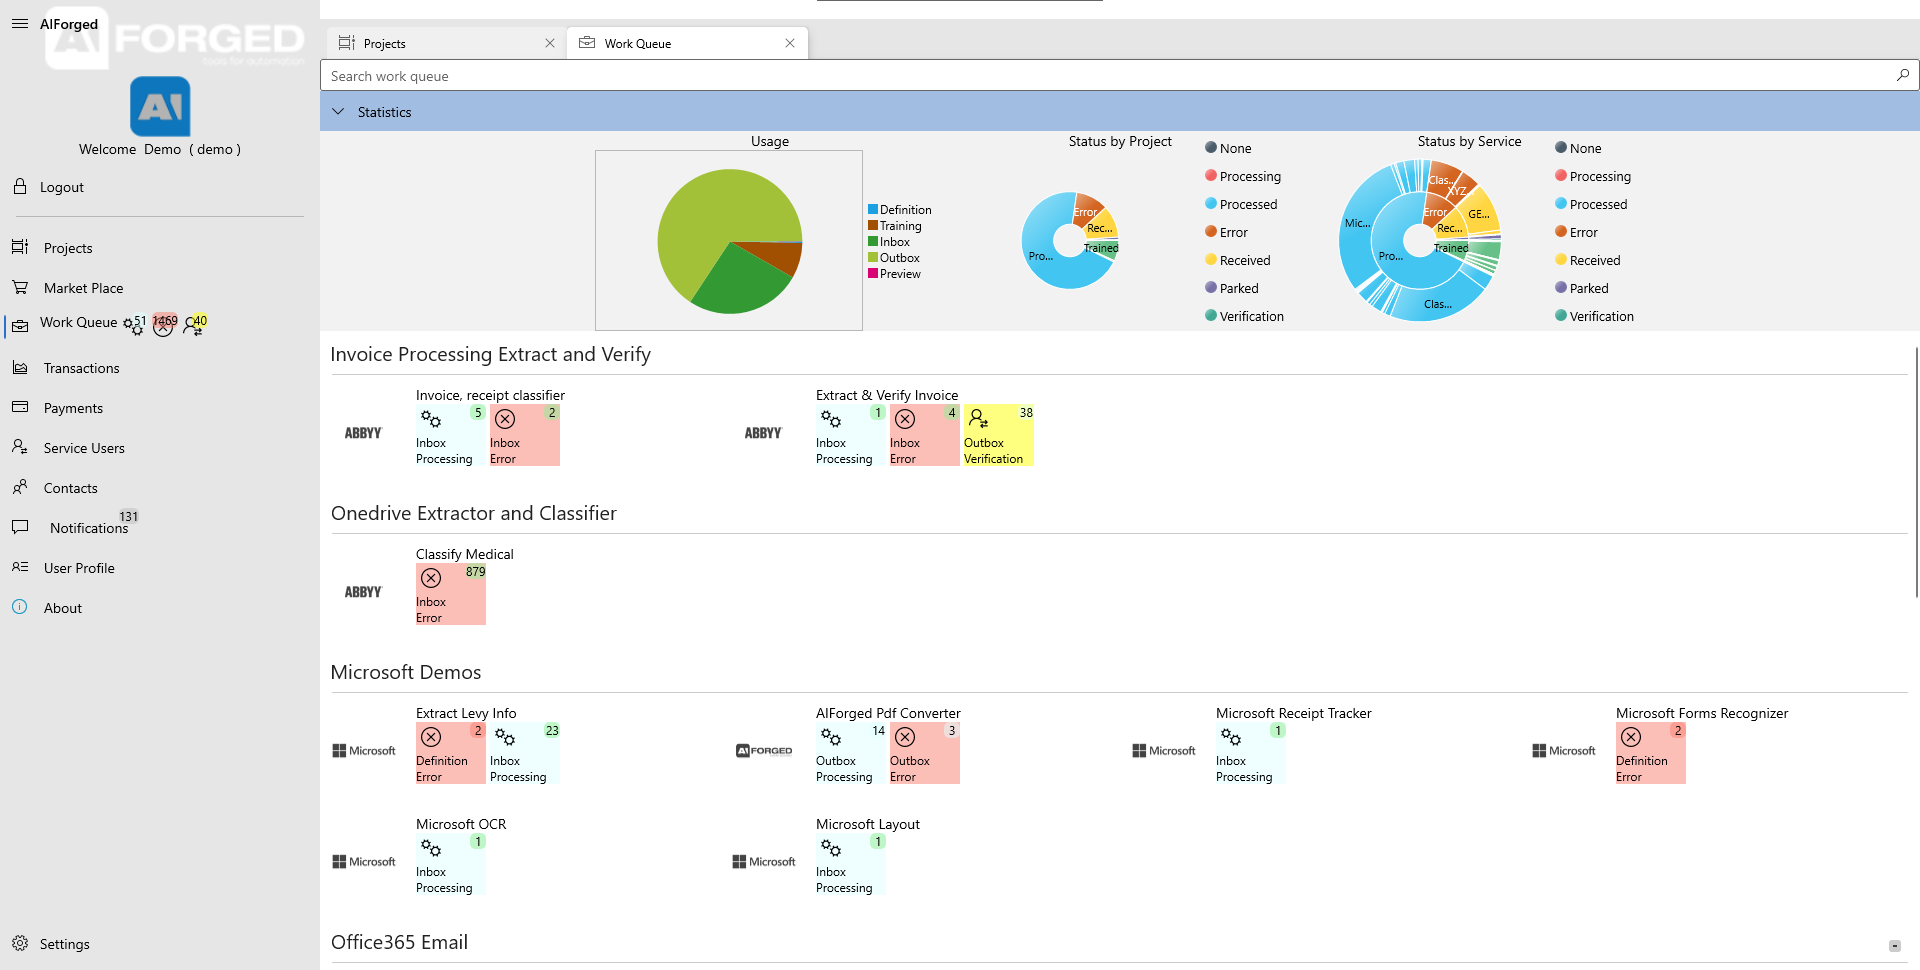 AIForged
AI FORGED
tools for automation
AI
Welcome Demo ( demo )
Logout
Projects
Market Place
Work Queue 51 1469 40
Transactions
Payments
Service Users
Contacts
Notifications 131
User Profile
About
Settings
Projects
Work Queue
Search work queue
Statistics
Usage
Definition
Training
Inbox
Outbox
Preview
Status by Project
Error
Rec...
Trained
Pro...
None
Processing
Processed
Error
Received
Parked
Verification
Status by Service
Clas...
XYZ...
Mic...
Error
GE...
Rec...
Trained
Pro...
Clas...
None
Processing
Processed
Error
Received
Parked
Verification
Invoice Processing Extract and Verify
ABBYY
Invoice, receipt classifier
5
Inbox
Processing
2
Inbox
Error
ABBYY
Extract & Verify Invoice
1
Inbox
Processing
4
Inbox
Error
38
Outbox
Verification
Onedrive Extractor and Classifier
ABBYY
Classify Medical
879
Inbox
Error
Microsoft Demos
Microsoft
Extract Levy Info
2
Definition
Error
23
Inbox
Processing
AIFORGED
AIForged Pdf Converter
14
Outbox
Processing
3
Outbox
Error
Microsoft
Microsoft Receipt Tracker
1
Inbox
Processing
Microsoft
Microsoft Forms Recognizer
2
Definition
Error
Microsoft
Microsoft OCR
1
Inbox
Processing
Microsoft
Microsoft Layout
1
Inbox
Processing
Office365 Email
-